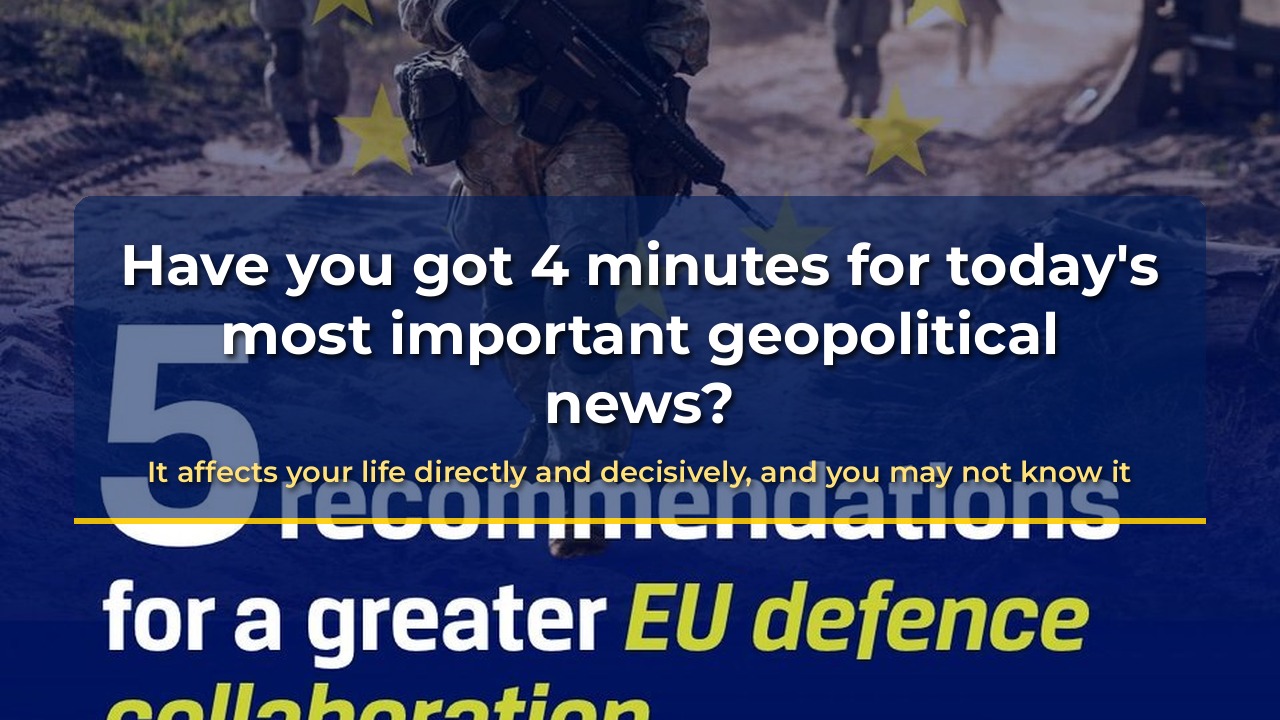 Have you got 4 minutes for today's
most important geopolitical
news?
It affects your life directly and decisively, and you may not know it
5 recommendations
for a greater EU defence
collaboration